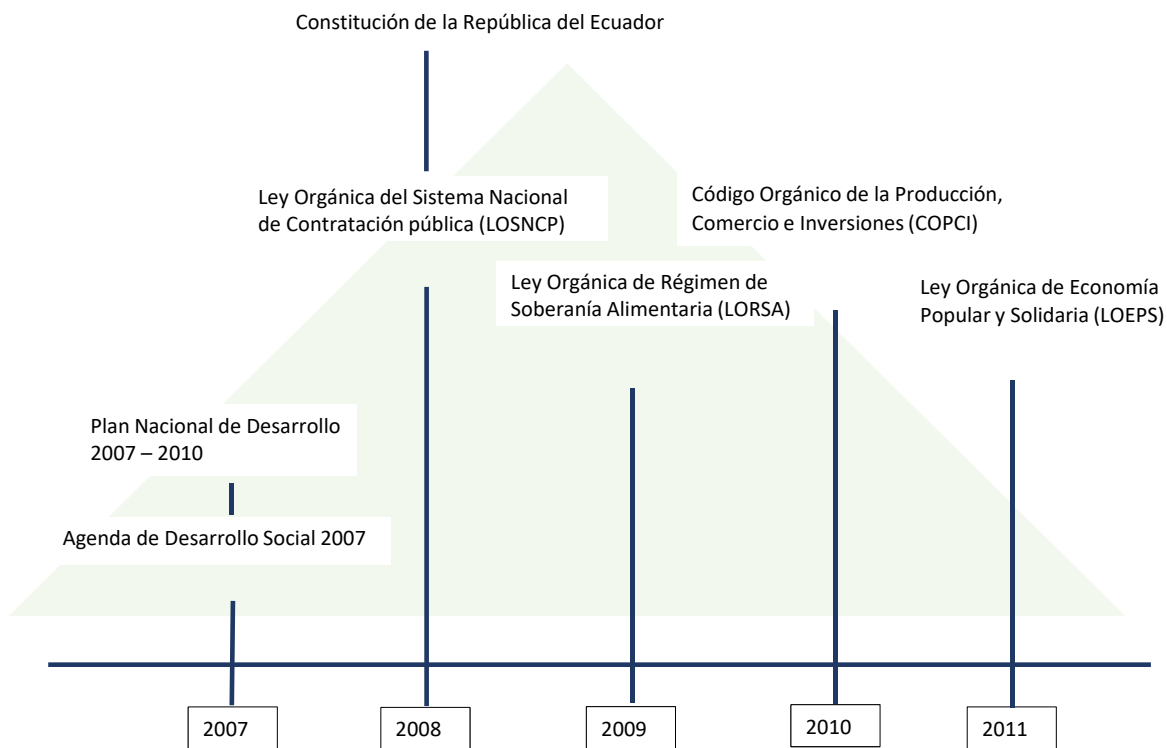 Constitución de la República del Ecuador
Ley Orgánica del Sistema Nacional
de Contratación pública (LOSNCP)
Código Orgánico de la Producción,
Comercio e Inversiones (COPCI)
Ley Orgánica de Régimen de
Soberanía Alimentaria (LORSA)
Ley Orgánica de Economía
Popular y Solidaria (LOEPS)
Plan Nacional de Desarrollo
2007 – 2010
Agenda de Desarrollo Social 2007
2007
2008
2009
2010
2011